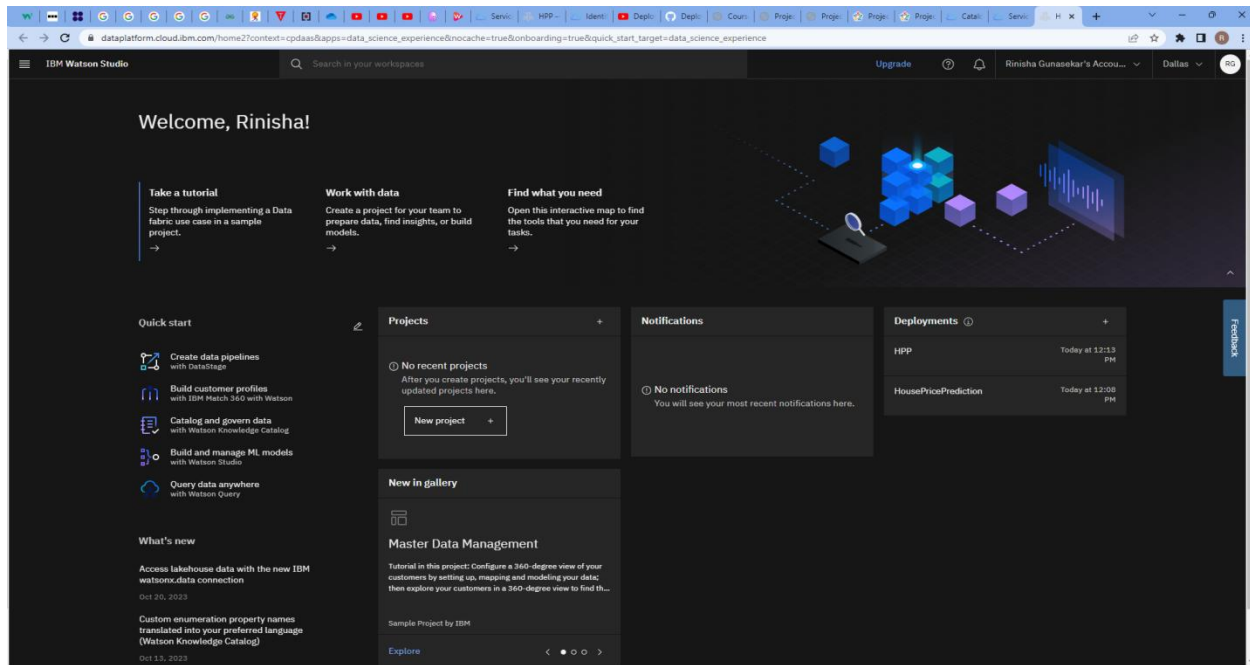 Servic
HPP -
Identi
Deplo
Deplo
Cours
Projec
Projec
Projec
Projec
Catal
Servic
H
dataplatform.cloud.ibm.com/home2?context=cpdaas&apps=data_science_experience&nocache=true&onboarding=true&quick_start_target=data_science_experience
IBM Watson Studio
Search in your workspaces
Upgrade
Rinisha Gunasekar's Accou...
Dallas
RG
Welcome, Rinisha!
Take a tutorial
Step through implementing a Data
fabric use case in a sample
project.
Work with data
Create a project for your team to
prepare data, find insights, or build
models.
Find what you need
Open this interactive map to find
the tools that you need for your
tasks.
Quick start
Create data pipelines
with DataStage
Build customer profiles
with IBM Match 360 with Watson
Catalog and govern data
with Watson Knowledge Catalog
Build and manage ML models
with Watson Studio
Query data anywhere
with Watson Query
What's new
Access lakehouse data with the new IBM
watsonx.data connection
Oct 20, 2023
Custom enumeration property names
translated into your preferred language
(Watson Knowledge Catalog)
Oct 13, 2023
Projects
No recent projects
After you create projects, you'll see your recently
updated projects here.
New project +
New in gallery
Master Data Management
Tutorial in this project: Configure a 360-degree view of your
customers by setting up, mapping and modeling your data;
then explore your customers in a 360-degree view to find th...
Sample Project by IBM
Explore
Notifications
No notifications
You will see your most recent notifications here.
Deployments
HPP
Today at 12:13
PM
HousePricePrediction
Today at 12:08
PM
Feedback